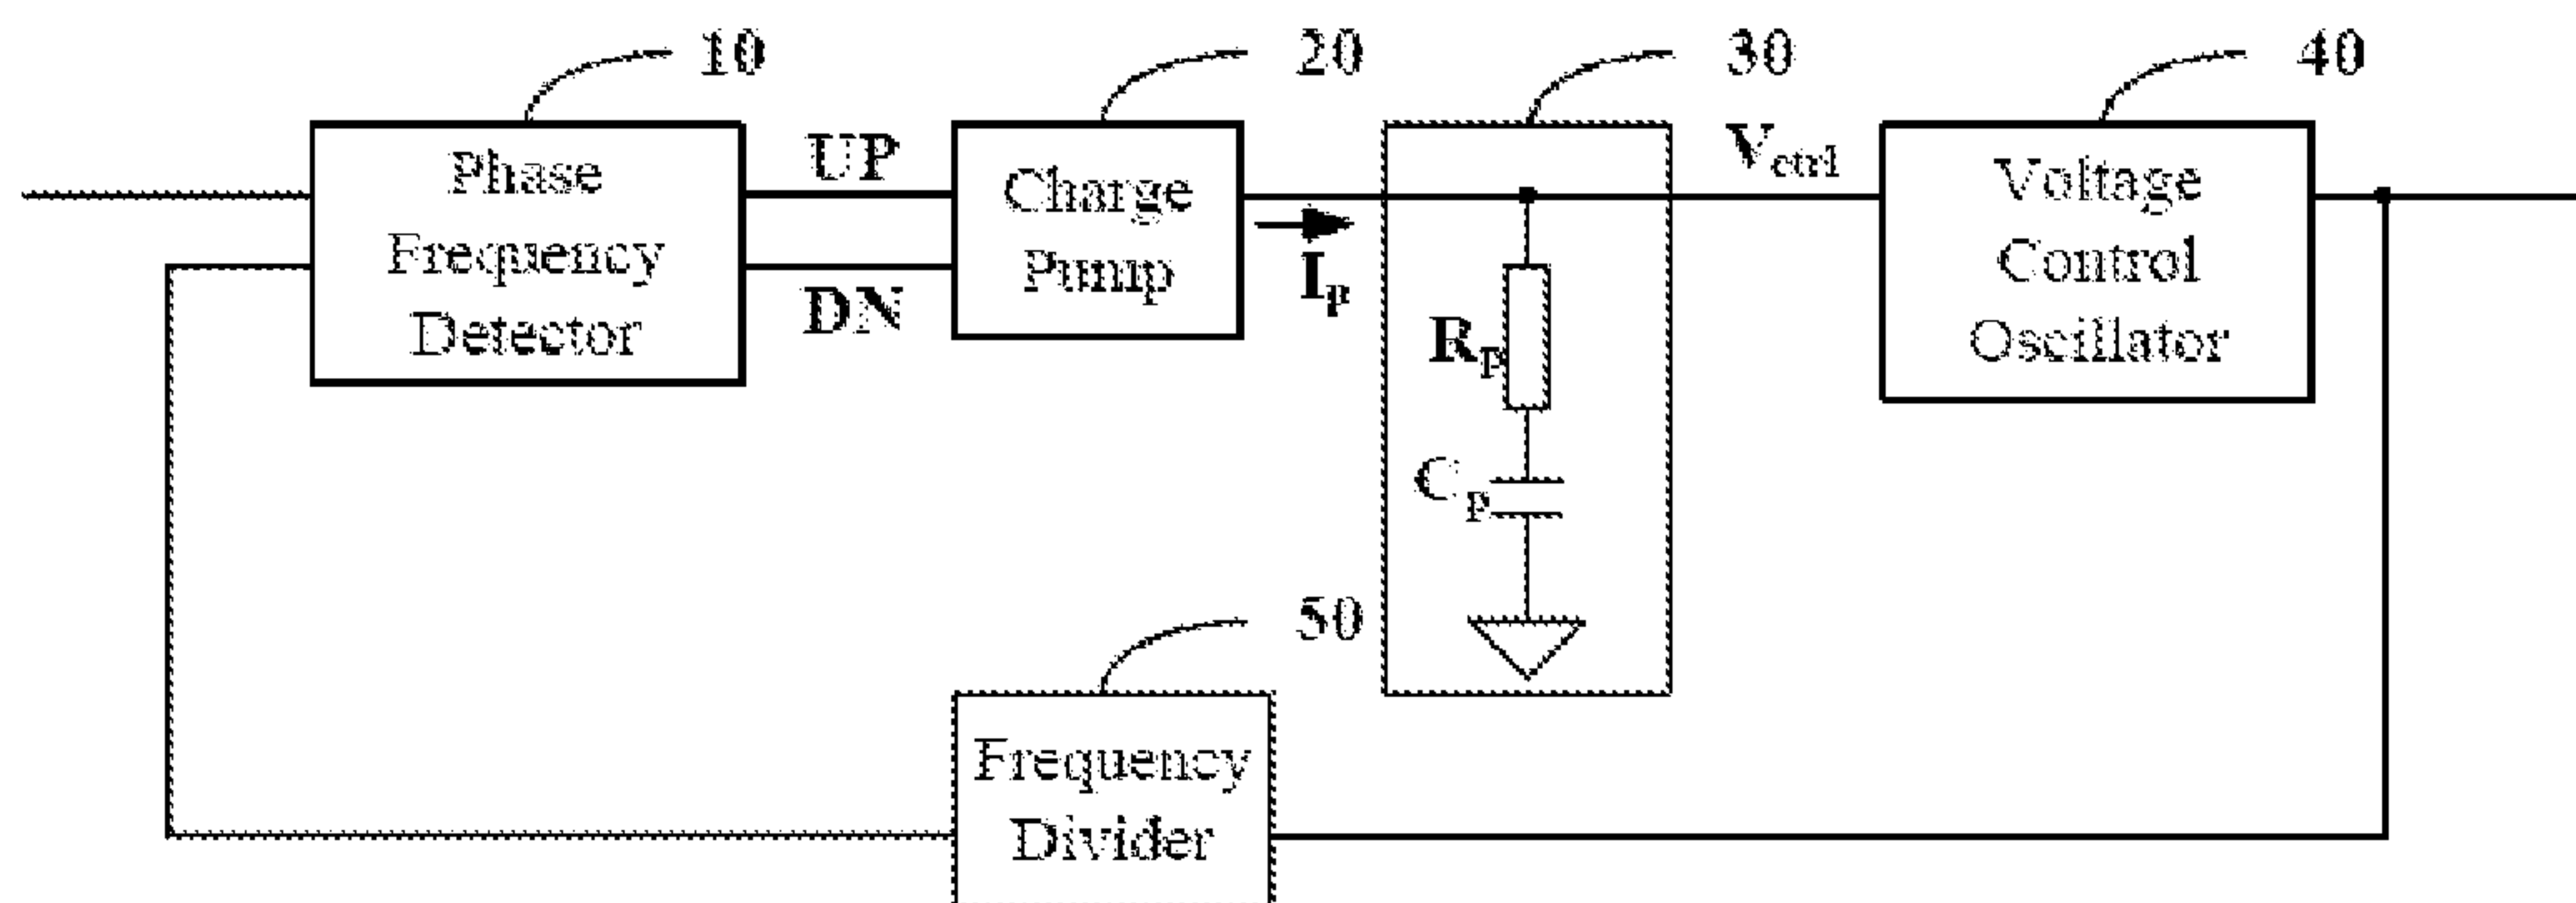 10
20
30
40
Phase
Frequency
Detector
UP
DN
Charge
Pump
Ip
Vctrl
Voltage
Control
Oscillator
RP
CP
50
Frequency
Divider